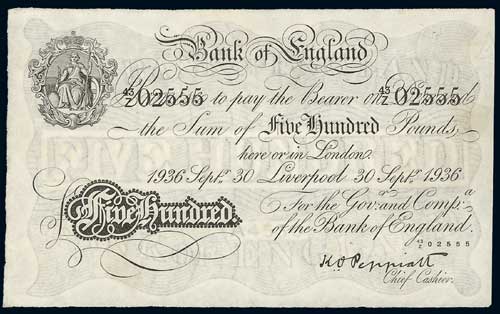 Bank of England
43/Z 02555 to pay the Bearer on 43/Z 02555
the Sum of Five Hundred Pounds
here or in London.
1936 Septr. 30 Liverpool 30 Septr. 1936
For the Govr. and Compa.
of the Bank of England.
43/Z 02555
Five Hundred
K O Peppiatt
Chief Cashier.